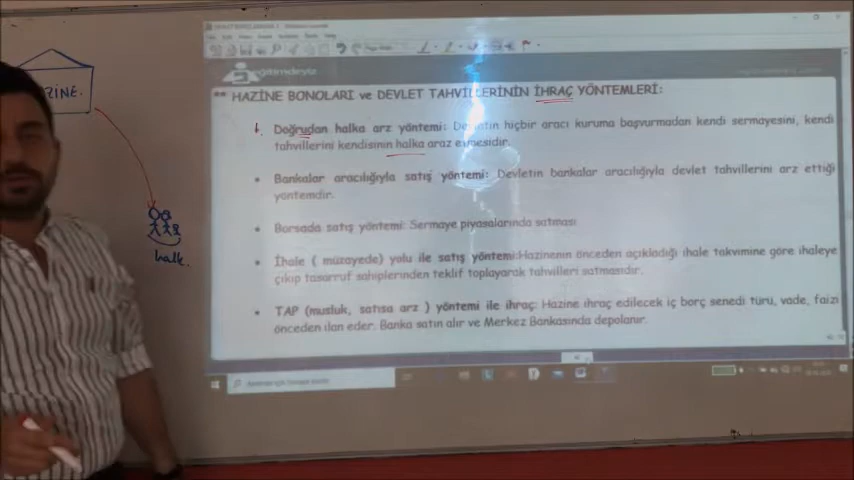 ZİNE.
halk.
eğitimdeyiz
** HAZİNE BONOLARI ve DEVLET TAHVİLLERİNİN İHRAÇ YÖNTEMLERİ:
Doğrudan halka arz yöntemi: Devletin hiçbir aracı kuruma başvurmadan kendi sermayesini, kendi
tahvillerini kendisinin halka araz etmesidir.
• Bankalar aracılığıyla satış yöntemi: Devletin bankalar aracılığıyla devlet tahvillerini arz ettiği
yöntemdir.
• Borsada satış yöntemi: Sermaye piyasalarında satması
• İhale ( müzayede) yolu ile satış yöntemi:Hazinenin önceden açıkladığı ihale takvimine göre ihaleye
çıkıp tasarruf sahiplerinden teklif toplayarak tahvilleri satmasıdır.
• TAP (musluk, satışa arz ) yöntemi ile ihraç: Hazine ihraç edilecek iç borç senedi türü, vade, faizi
önceden ilan eder. Banka satın alır ve Merkez Bankasında depolanır.